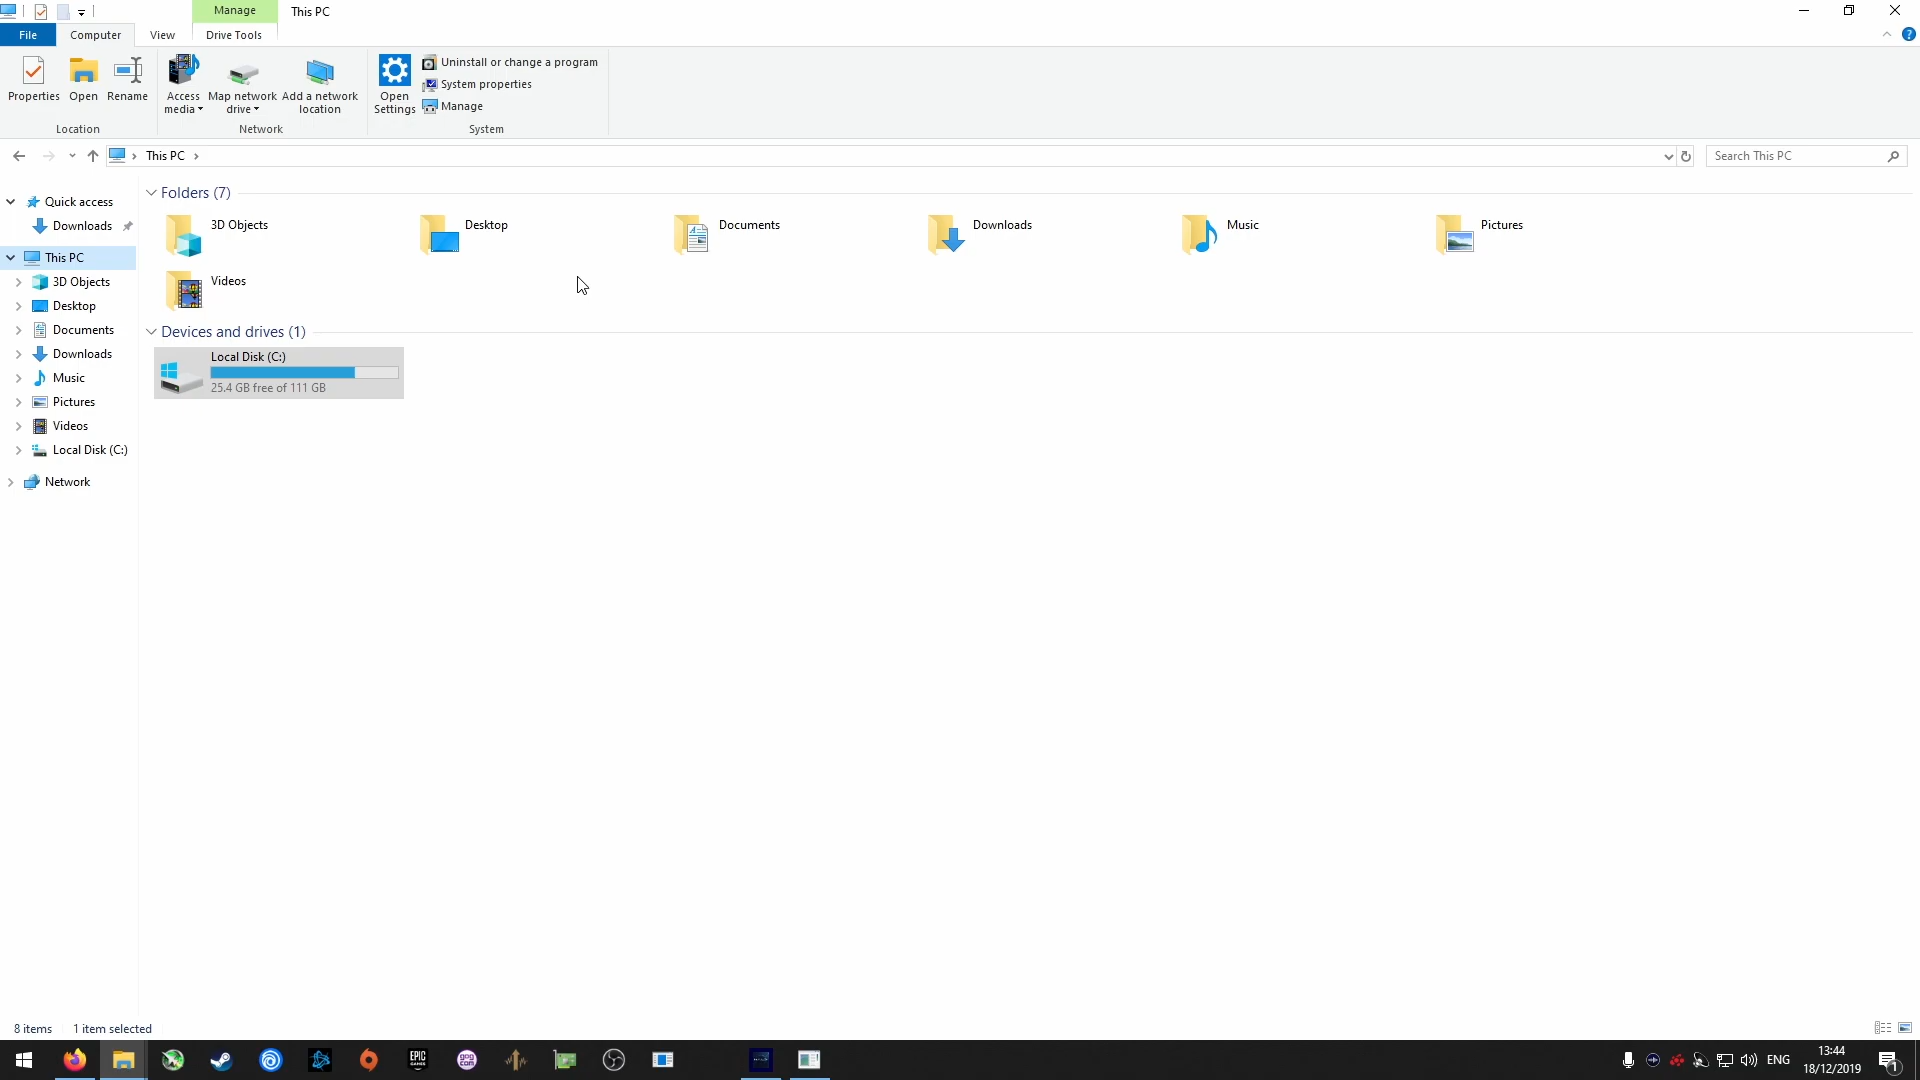 Manage
This PC
File
Computer
View
Drive Tools
Properties
Open
Rename
Access media
Map network drive
Add a network location
Open Settings
Uninstall or change a program
System properties
Manage
Location
Network
System
This PC
Search This PC
Quick access
Downloads
This PC
3D Objects
Desktop
Documents
Downloads
Music
Pictures
Videos
Local Disk (C:)
Network
Folders (7)
3D Objects
Desktop
Documents
Downloads
Music
Pictures
Videos
Devices and drives (1)
Local Disk (C:)
25.4 GB free of 111 GB
8 items
1 item selected
EPIC
GAMES
gog
com
ENG
13:44
18/12/2019
1